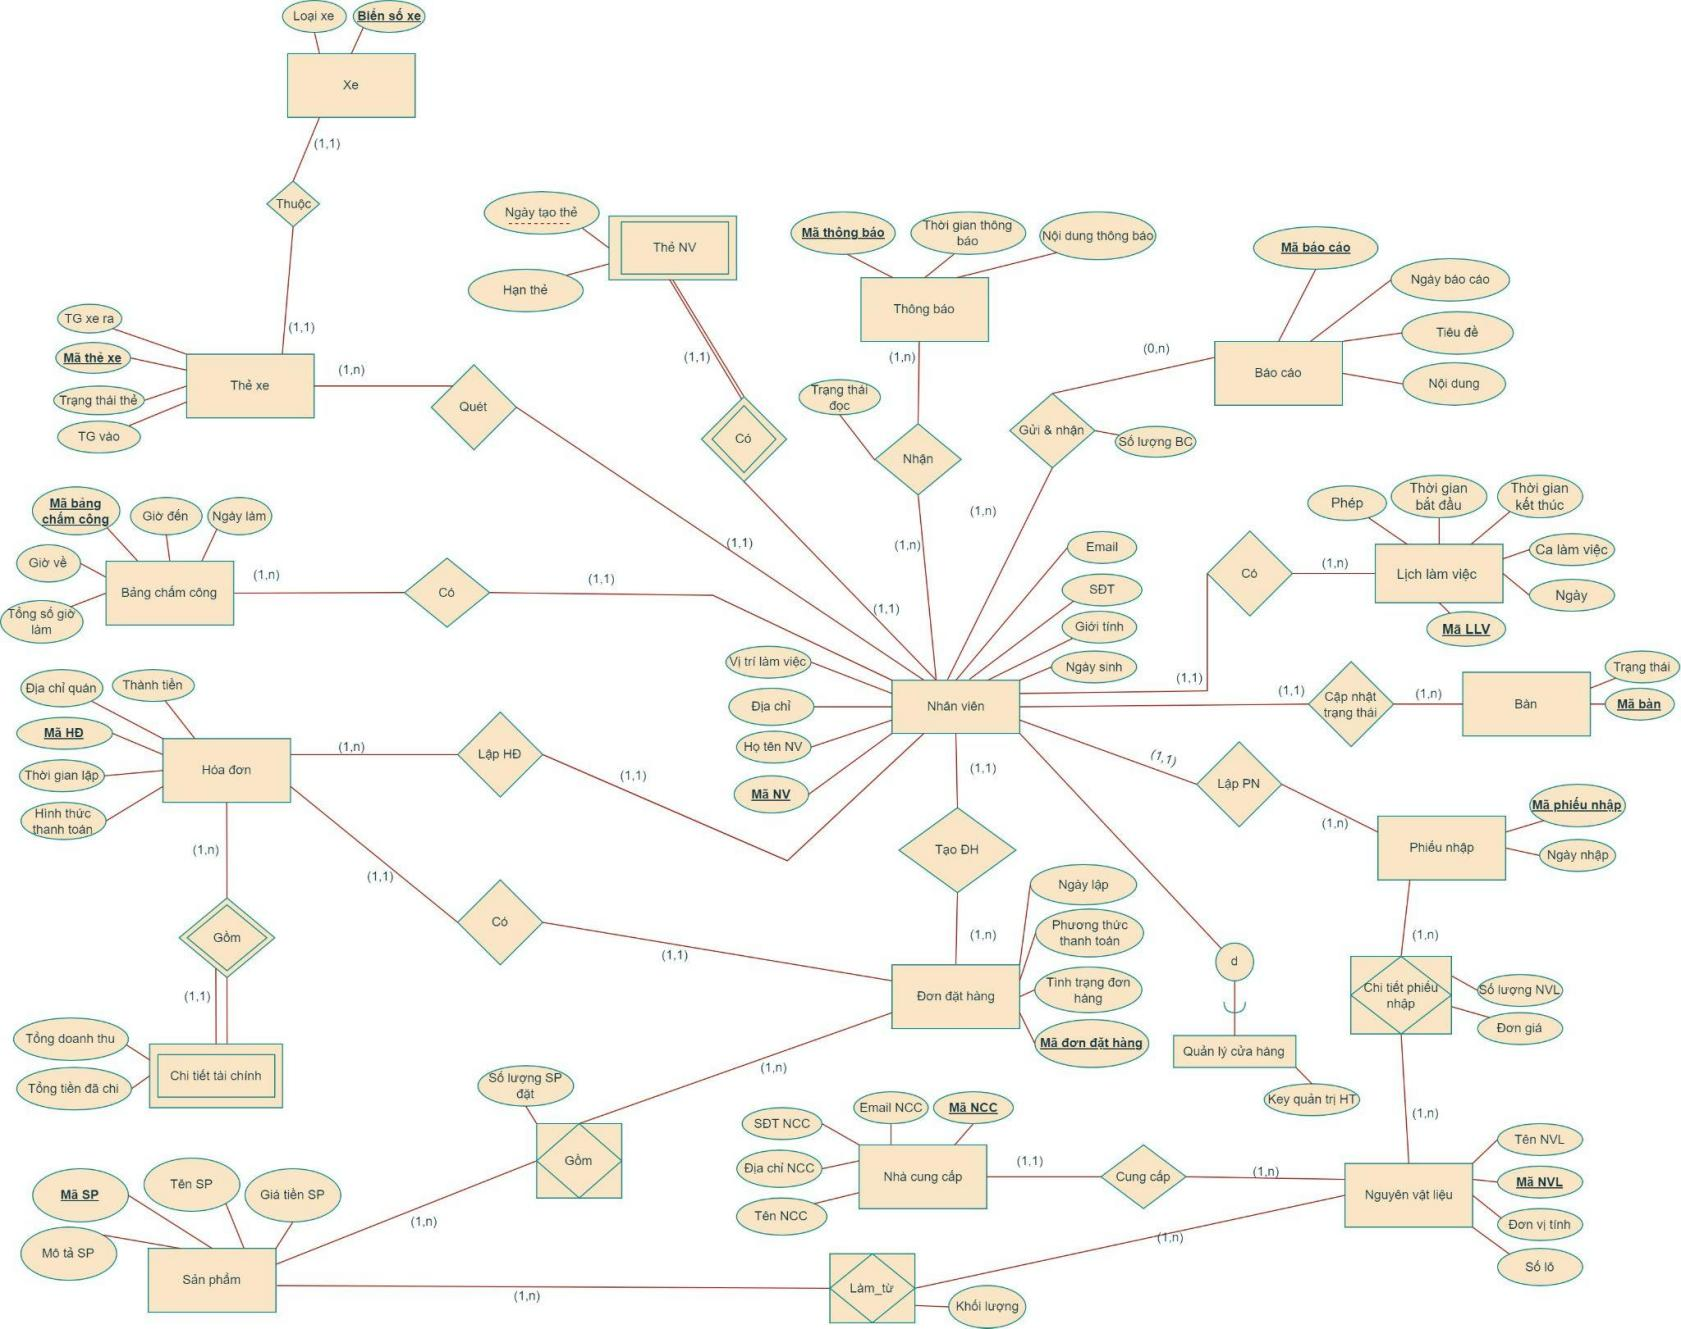 Loại xe
Biển số xe
Xe
(1,1)
Thuộc
(1,1)
TG xe ra
Mã thẻ xe
Trạng thái thẻ
TG vào
Thẻ xe
(1,n)
Quét
(1,1)
Ngày tạo thẻ
Hạn thẻ
Thẻ NV
(1,1)
Có
(1,1)
Mã thông báo
Thời gian thông
báo
Nội dung thông báo
Thông báo
(1,n)
Trạng thái
đọc
Nhận
(1,n)
Mã báo cáo
Ngày báo cáo
Tiêu đề
Nội dung
Báo cáo
(0,n)
Gửi & nhận
Số lượng BC
(1,n)
Mã bảng
chấm công
Giờ đến
Ngày làm
Giờ về
Tổng số giờ
làm
Bảng chấm công
(1,n)
Có
(1,1)
Phép
Thời gian
bắt đầu
Thời gian
kết thúc
Ca làm việc
Ngày
Mã LLV
Lịch làm việc
(1,n)
Có
(1,1)
Email
SĐT
Giới tính
Ngày sinh
Vị trí làm việc
Địa chỉ
Họ tên NV
Mã NV
Nhân viên
(1,1)
Cập nhật
trạng thái
(1,n)
Bàn
Trạng thái
Mã bàn
Địa chỉ quán
Thành tiền
Mã HĐ
Thời gian lập
Hình thức
thanh toán
Hóa đơn
(1,n)
Lập HĐ
(1,1)
(1,1)
Lập PN
(1,n)
Mã phiếu nhập
Ngày nhập
Phiếu nhập
(1,1)
Tạo ĐH
(1,n)
(1,n)
Gồm
(1,1)
Tổng doanh thu
Tổng tiền đã chi
Chi tiết tài chính
(1,1)
Có
(1,1)
Ngày lập
Phương thức
thanh toán
Tình trạng đơn
hàng
Mã đơn đặt hàng
Đơn đặt hàng
d
Quản lý cửa hàng
Key quản trị HT
(1,n)
Chi tiết phiếu
nhập
Số lượng NVL
Đơn giá
(1,n)
(1,n)
Số lượng SP
đặt
Gồm
(1,n)
Mã SP
Tên SP
Giá tiền SP
Mô tả SP
Sản phẩm
SĐT NCC
Email NCC
Mã NCC
Địa chỉ NCC
Tên NCC
Nhà cung cấp
(1,1)
Cung cấp
(1,n)
Tên NVL
Mã NVL
Đơn vị tính
Số lô
Nguyên vật liệu
(1,n)
Làm_từ
Khối lượng
(1,n)